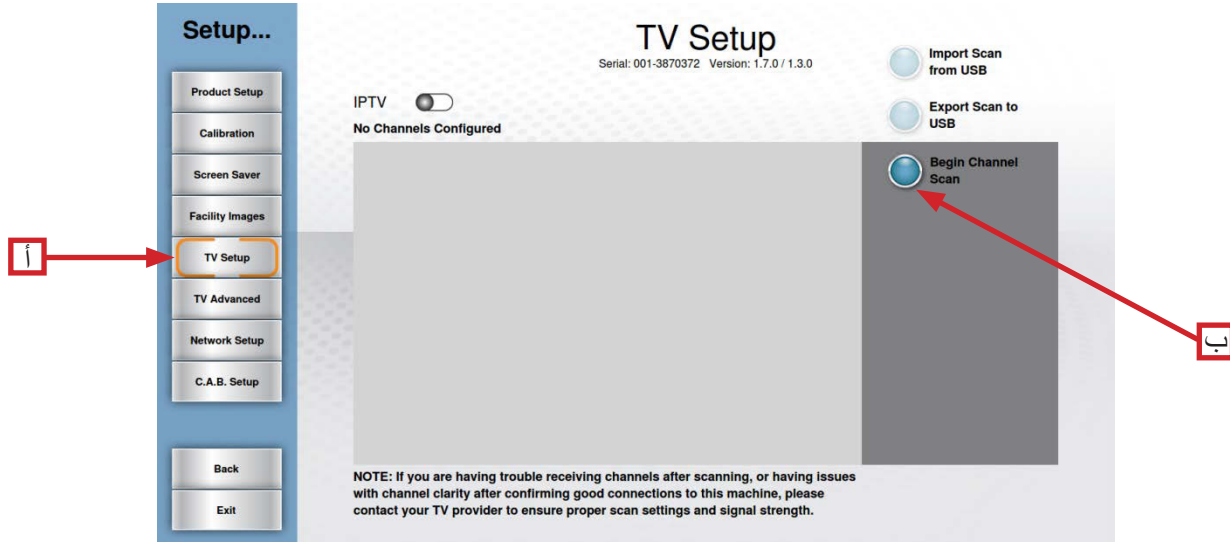 Setup...
Product Setup
Calibration
Screen Saver
Facility Images
TV Setup
TV Advanced
Network Setup
C.A.B. Setup
Back
Exit
TV Setup
Serial: 001-3870372 Version: 1.7.0 / 1.3.0
IPTV
No Channels Configured
Import Scan
from USB
Export Scan to
USB
Begin Channel
Scan
NOTE: If you are having trouble receiving channels after scanning, or having issues
with channel clarity after confirming good connections to this machine, please
contact your TV provider to ensure proper scan settings and signal strength.
أ
ب